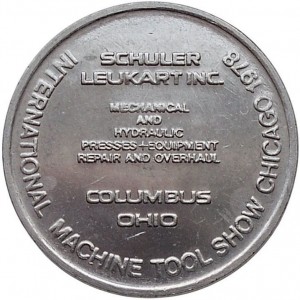 SCHULER
LEUKART INC.
MECHANICAL
AND
HYDRAULIC
PRESSES+EQUIPMENT
REPAIR AND OVERHAUL
COLUMBUS
OHIO
INTERNATIONAL MACHINE TOOL SHOW CHICAGO 1978